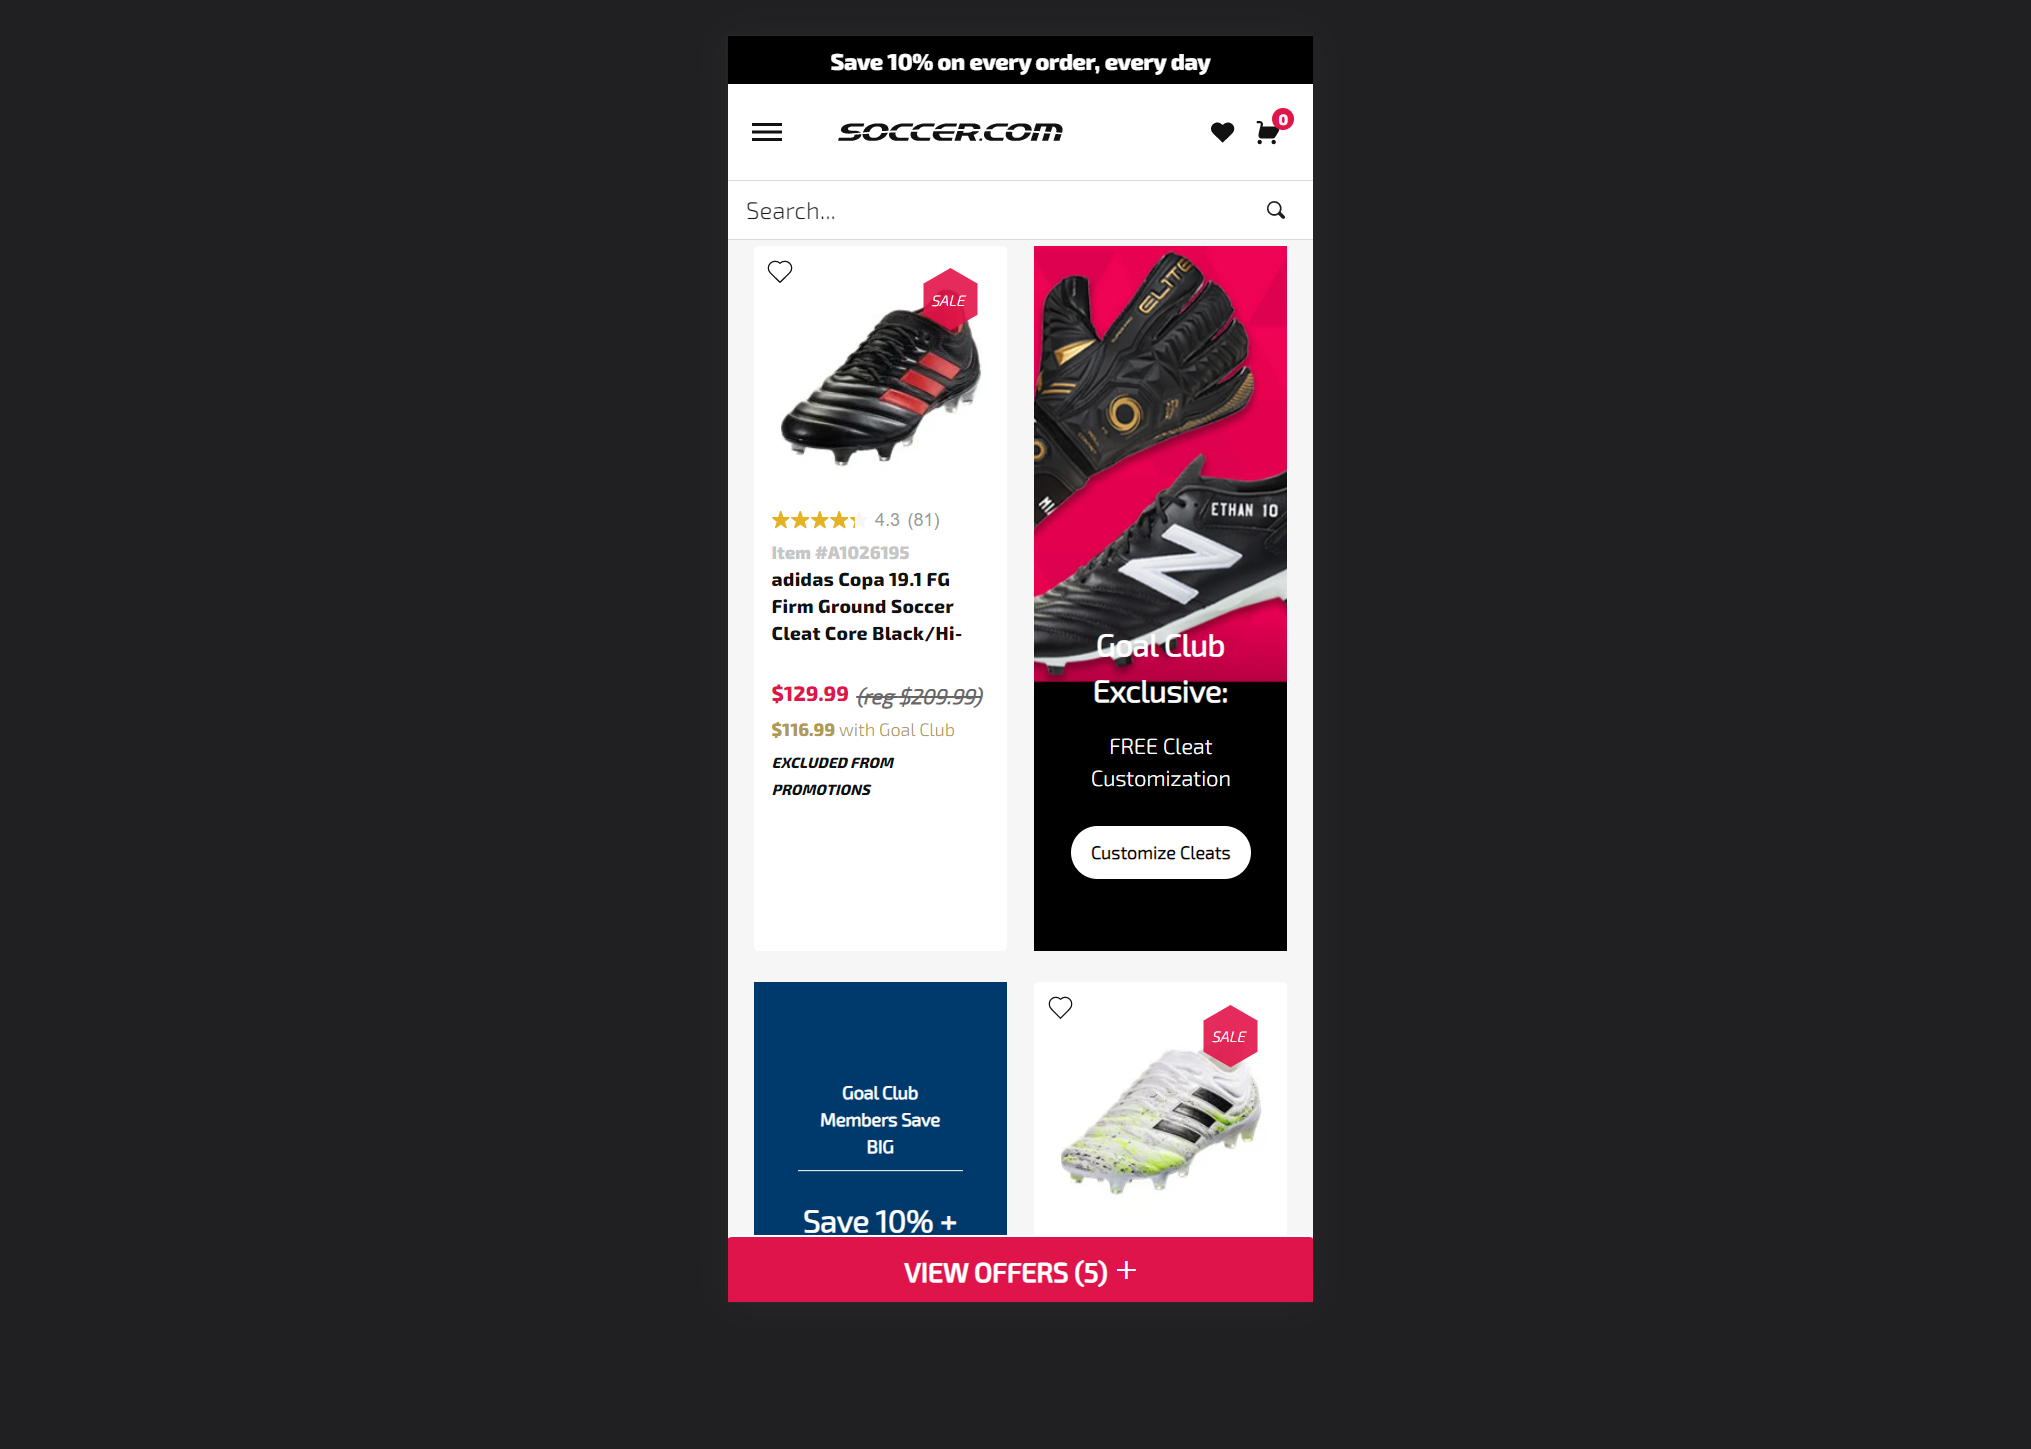 Save 10% on every order, every day
SOCCER.COM
0
Search...
SALE
4.3 (81)
Item #A1026195
adidas Copa 19.1 FG
Firm Ground Soccer
Cleat Core Black/Hi-
$129.99 (reg $209.99)
$116.99 with Goal Club
EXCLUDED FROM
PROMOTIONS
ELITE
ETHAN 10
Goal Club
Exclusive:
FREE Cleat
Customization
Customize Cleats
Goal Club
Members Save
BIG
Save 10% +
SALE
VIEW OFFERS (5) +